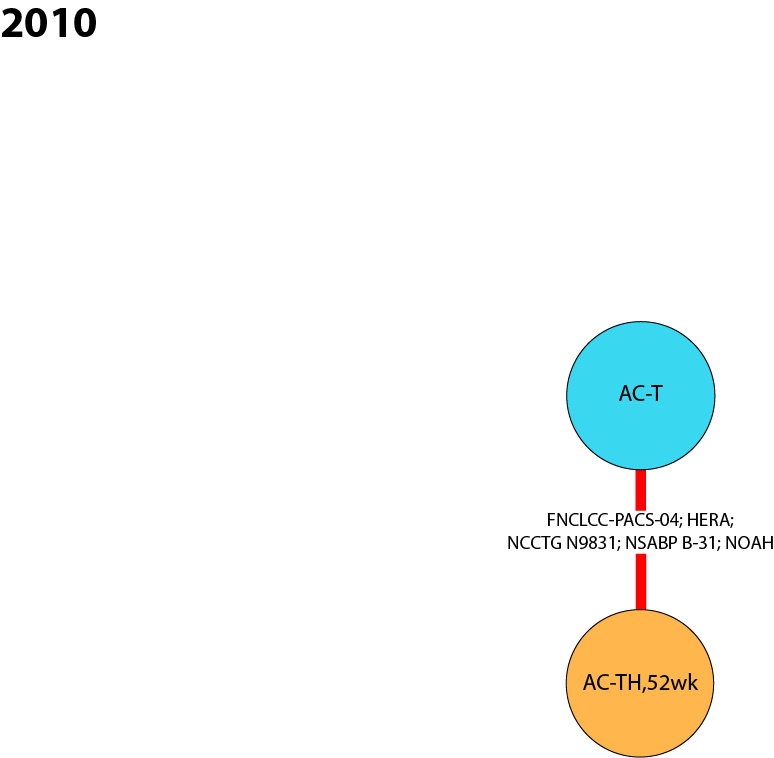 2010
AC-T
FNCLCC-PACS-04; HERA;
NCCTG N9831; NSABP B-31; NOAH
AC-TH,52wk